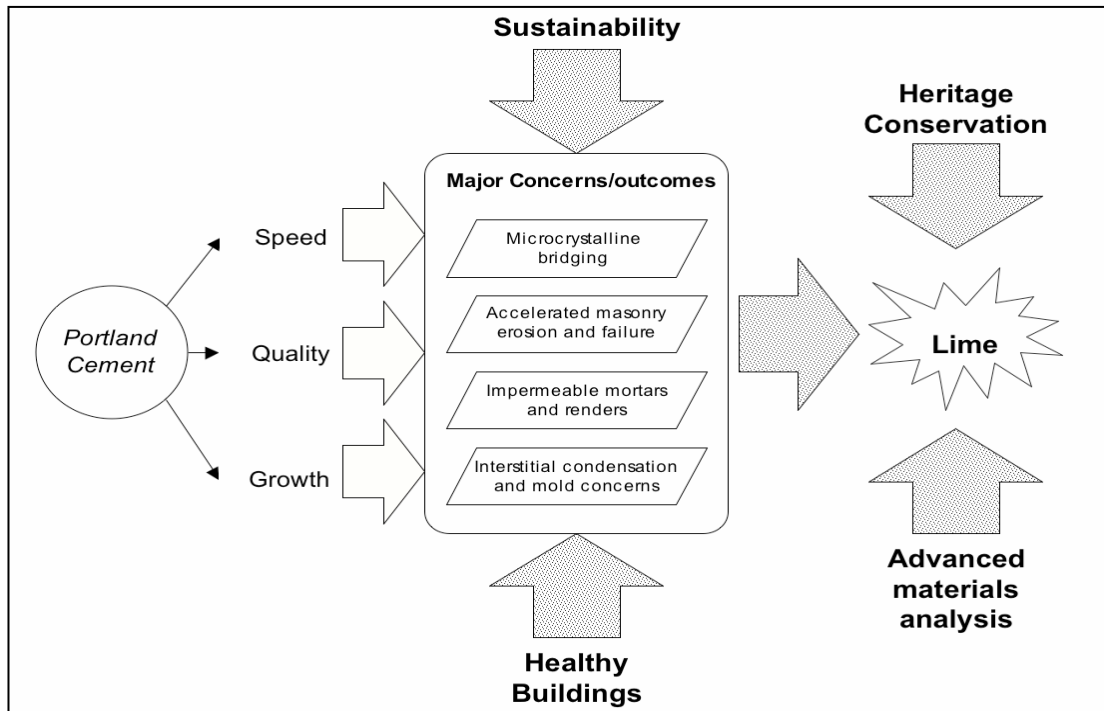 Sustainability
Heritage
Conservation
Major Concerns/outcomes
Speed
Microcrystalline
bridging
Portland
Cement
Quality
Accelerated masonry
erosion and failure
Lime
Impermeable mortars
and renders
Growth
Interstitial condensation
and mold concerns
Advanced
materials
analysis
Healthy
Buildings